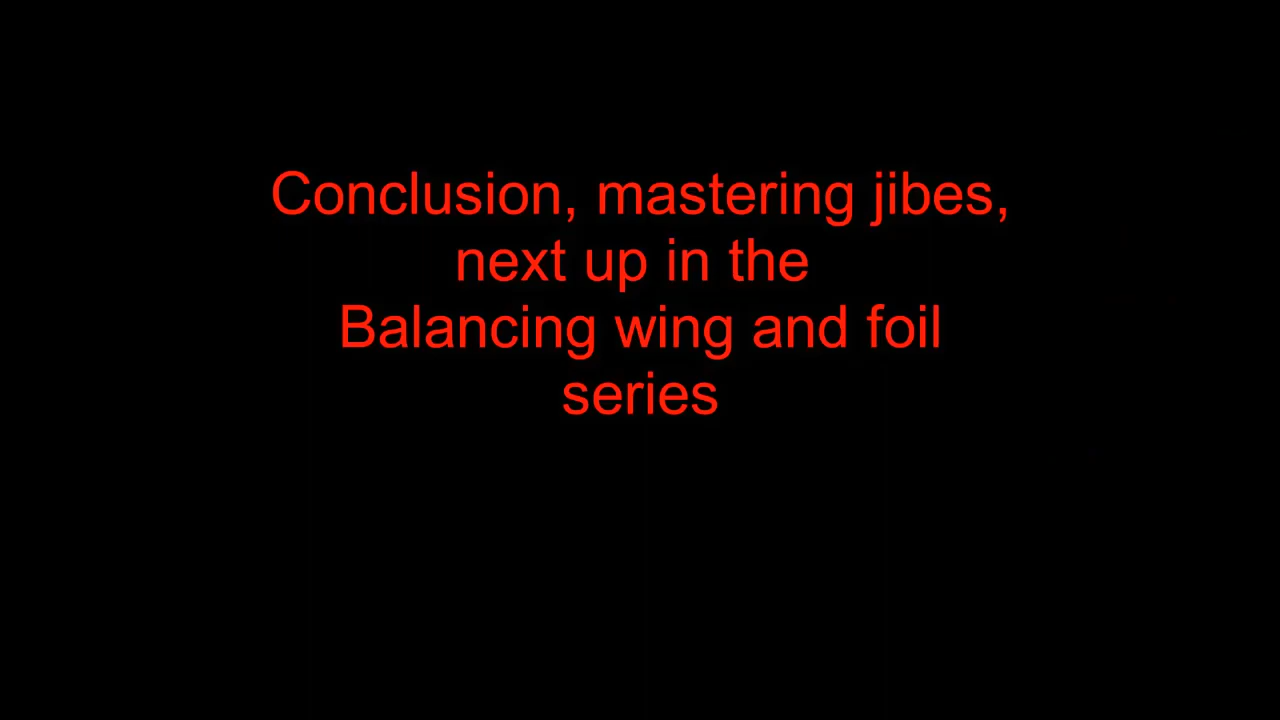 Conclusion, mastering jibes,
next up in the
Balancing wing and foil
series